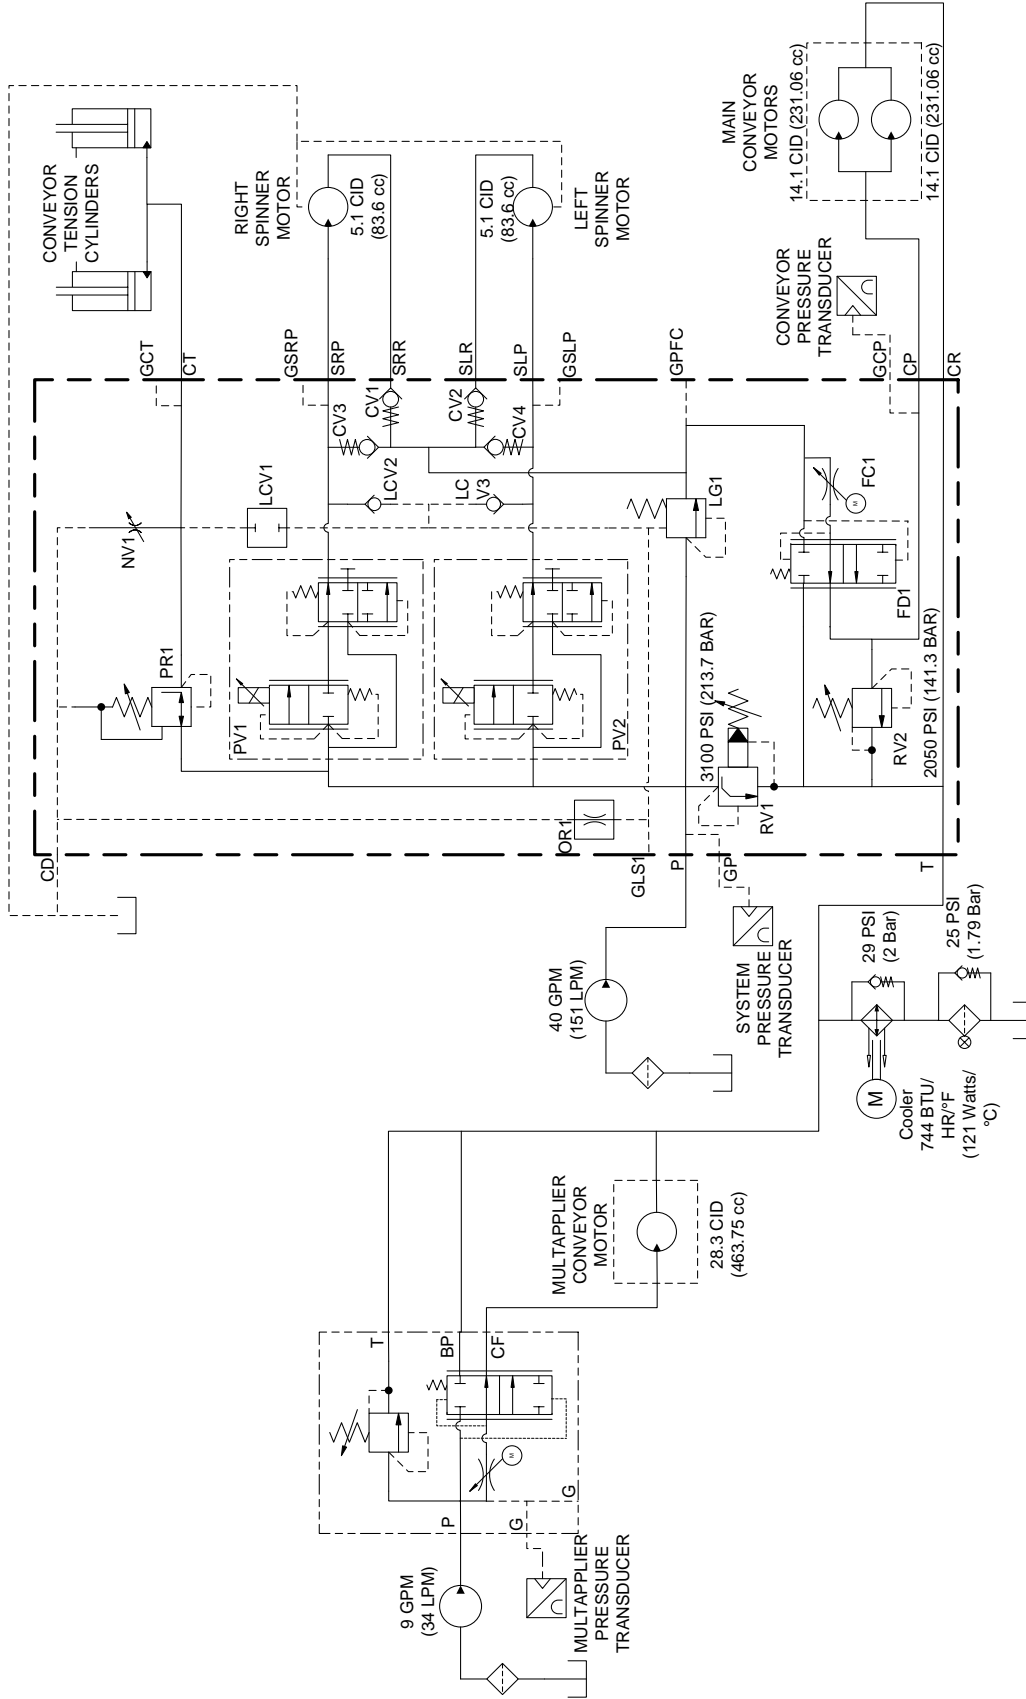 CONVEYOR
TENSION
CYLINDERS
RIGHT
SPINNER
MOTOR
5.1 CID
(83.6 cc)
5.1 CID
(83.6 cc)
LEFT
SPINNER
MOTOR
MAIN
CONVEYOR
MOTORS
14.1 CID (231.06 cc)
14.1 CID (231.06 cc)
CONVEYOR
PRESSURE
TRANSDUCER
GCT
CT
GSRP
SRP
SRR
SLR
SLP
GSLP
GPFC
GCP
CP
CR
CV3
CV1
CV2
CV4
NV1
LCV1
LCV2
LC
V3
LG1
FC1
M
PR1
PV1
PV2
FD1
3100 PSI (213.7 BAR)
RV1
RV2
2050 PSI (141.3 BAR)
OR1
CD
GLS1
P
GP
T
40 GPM
(151 LPM)
SYSTEM
PRESSURE
TRANSDUCER
29 PSI
(2 Bar)
25 PSI
(1.79 Bar)
M
Cooler
744 BTU/
HR/°F
(121 Watts/
°C)
MULTAPPLIER
CONVEYOR
MOTOR
28.3 CID
(463.75 cc)
T
BP
CF
M
P
G
G
9 GPM
(34 LPM)
MULTAPPLIER
PRESSURE
TRANSDUCER